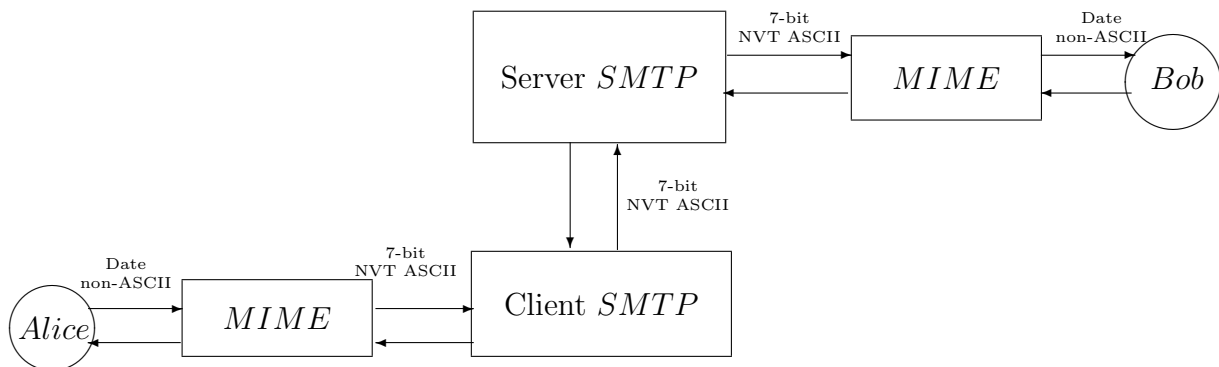 7-bit
NVT ASCII
Date
non-ASCII
Server SMTP
MIME
Bob
7-bit
NVT ASCII
Date
non-ASCII
7-bit
NVT ASCII
Alice
MIME
Client SMTP